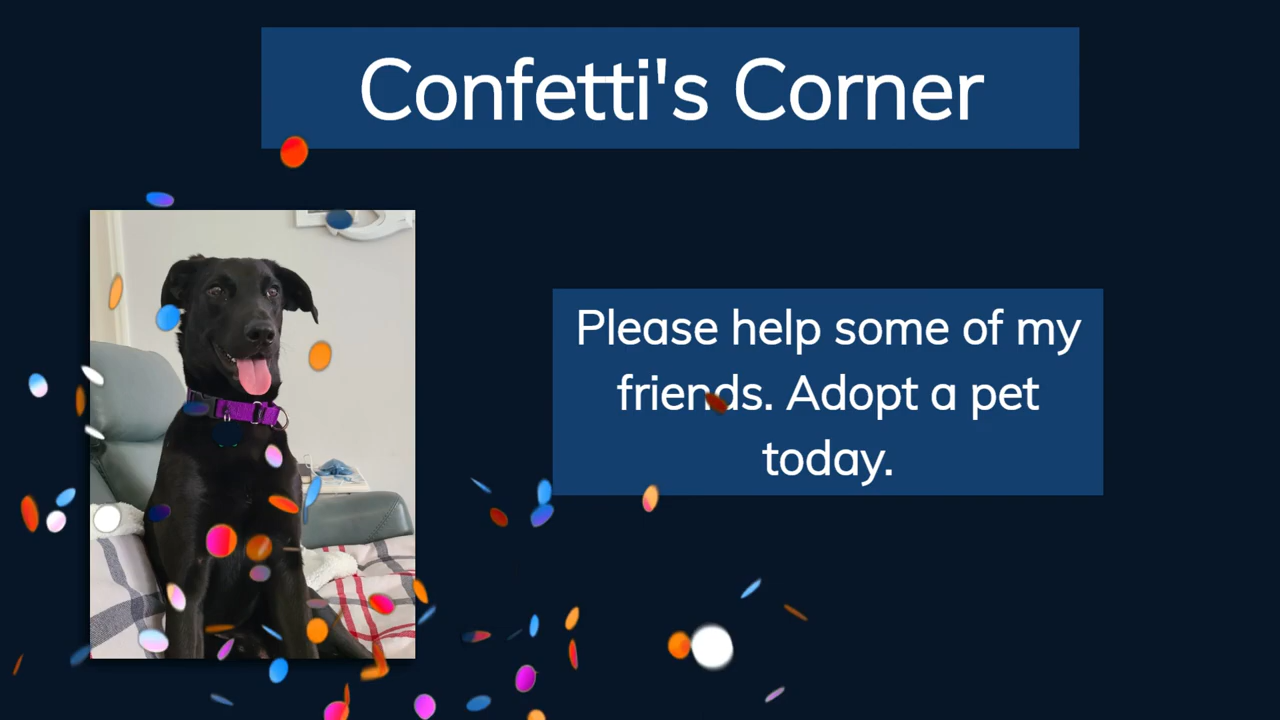 Confetti's Corner
Please help some of my
friends. Adopt a pet
today.